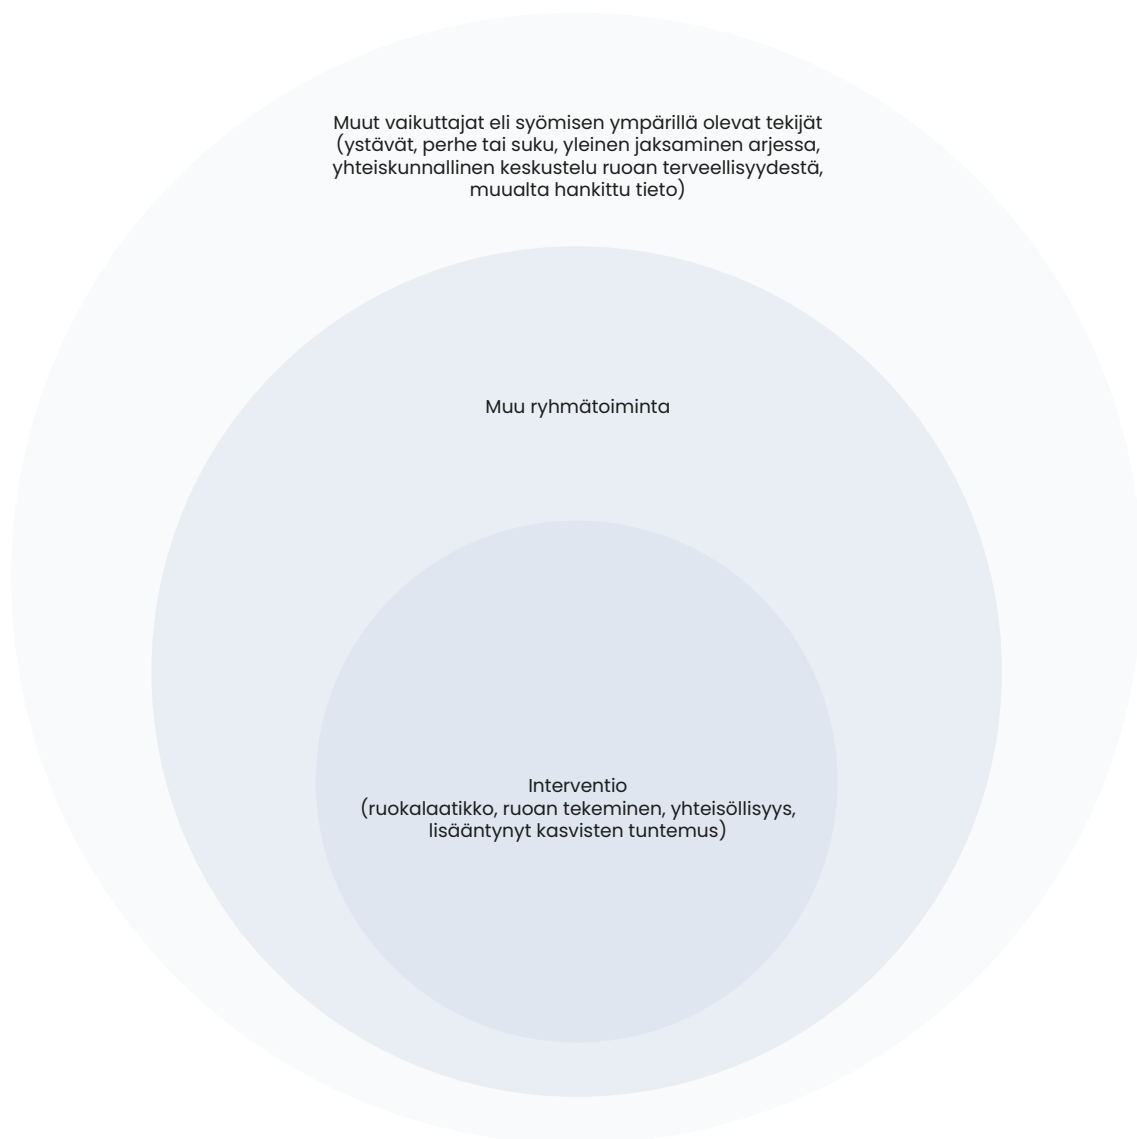 Muut vaikuttajat eli syömisen ympärillä olevat tekijät
(ystävät, perhe tai suku, yleinen jaksaminen arjessa,
yhteiskunnallinen keskustelu ruoan terveellisyydestä,
muualta hankittu tieto)
Muu ryhmätoiminta
Interventio
(ruokalaatikko, ruoan tekeminen, yhteisöllisyys,
lisääntynyt kasvisten tuntemus)